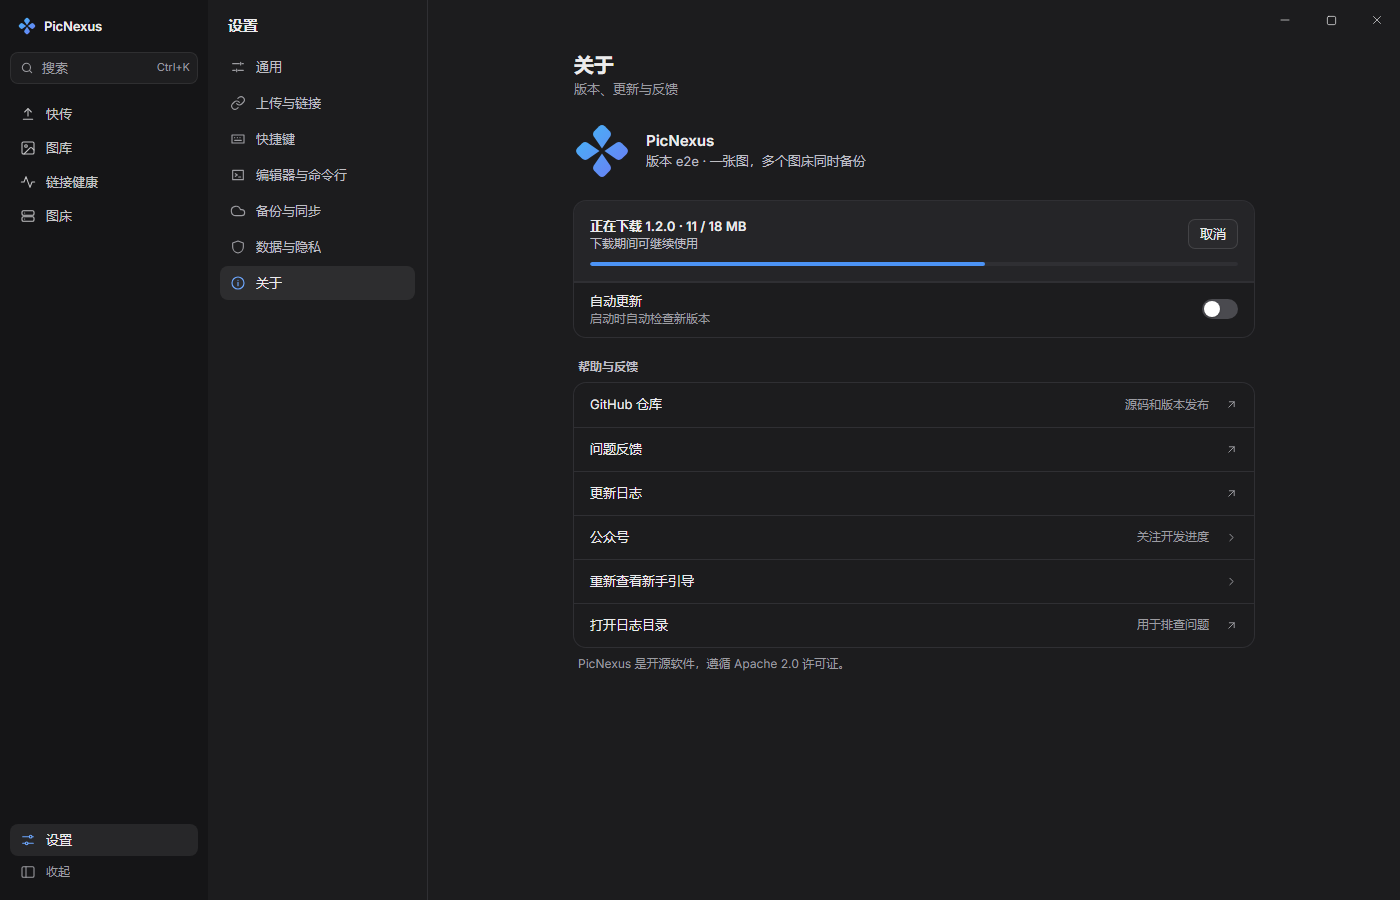 PicNexus
搜索 Ctrl+K
快传
图库
链接健康
图床
设置
收起
设置
通用
上传与链接
快捷键
编辑器与命令行
备份与同步
数据与隐私
关于
关于
版本、更新与反馈
PicNexus
版本 e2e · 一张图，多个图床同时备份
正在下载 1.2.0 · 11 / 18 MB
下载期间可继续使用
取消
自动更新
启动时自动检查新版本
帮助与反馈
GitHub 仓库 源码和版本发布
问题反馈
更新日志
公众号 关注开发进度
重新查看新手引导
打开日志目录 用于排查问题
PicNexus 是开源软件，遵循 Apache 2.0 许可证。